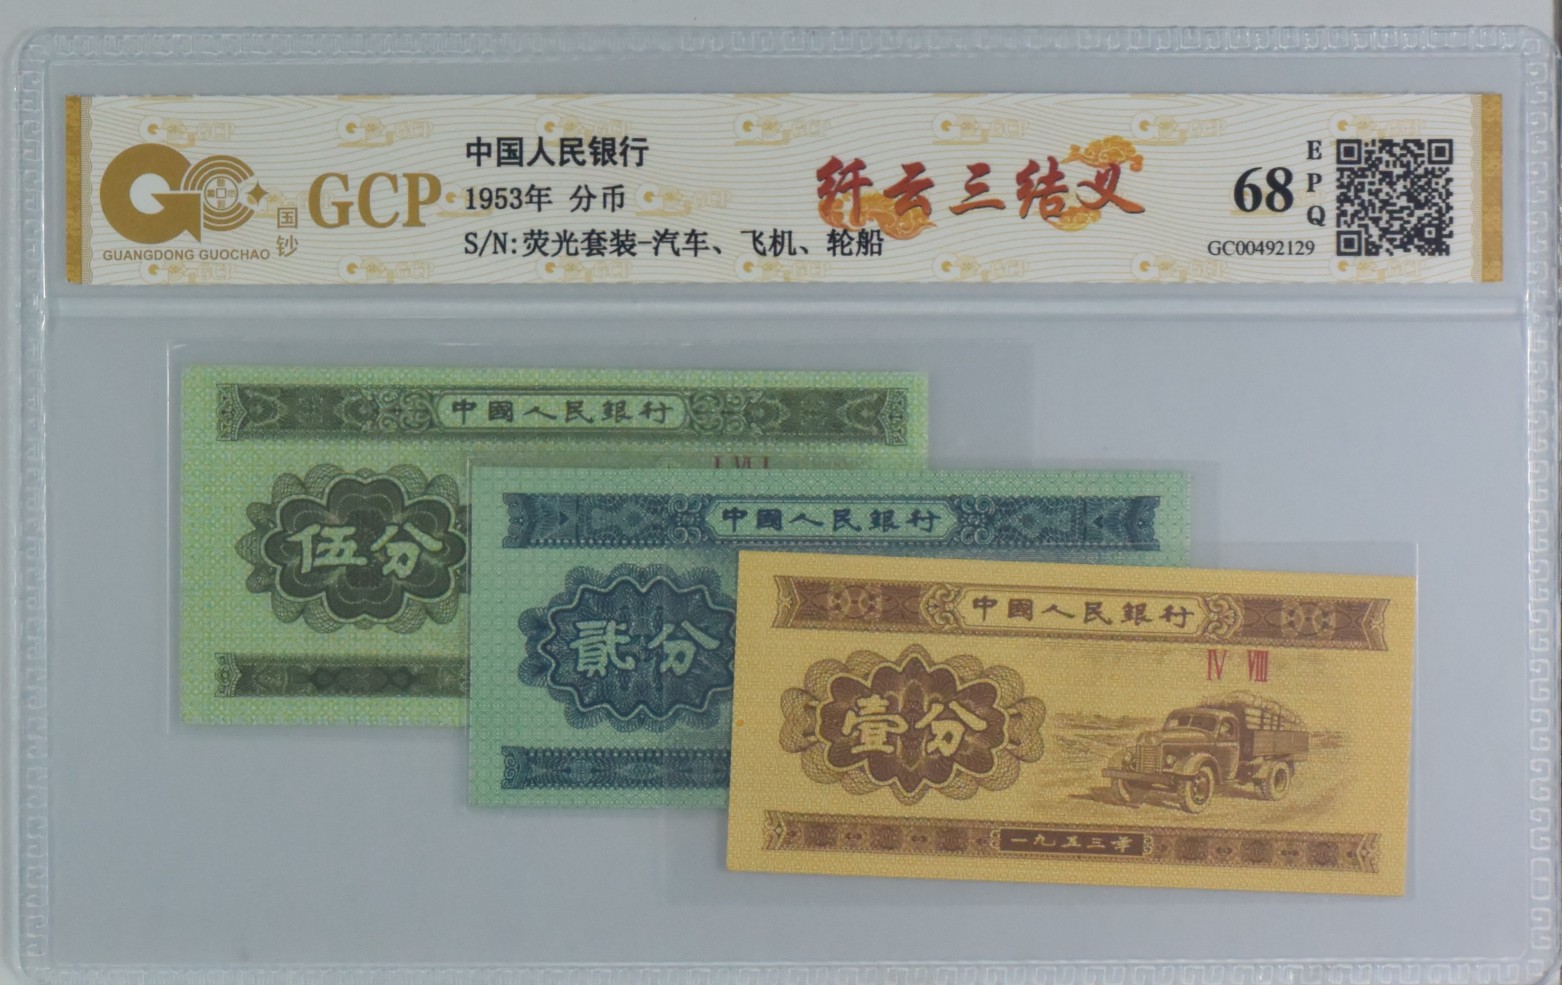 GCP
国钞
GUANGDONG GUOCHAO
中国人民银行
1953年 分币
S/N:荧光套装-汽车、飞机、轮船
纤云三结义
68
EPQ
GC00492129
中國人民銀行
I VI I
伍分
中國人民銀行
貳分
中國人民銀行
IV VIII
壹分
一九五三年